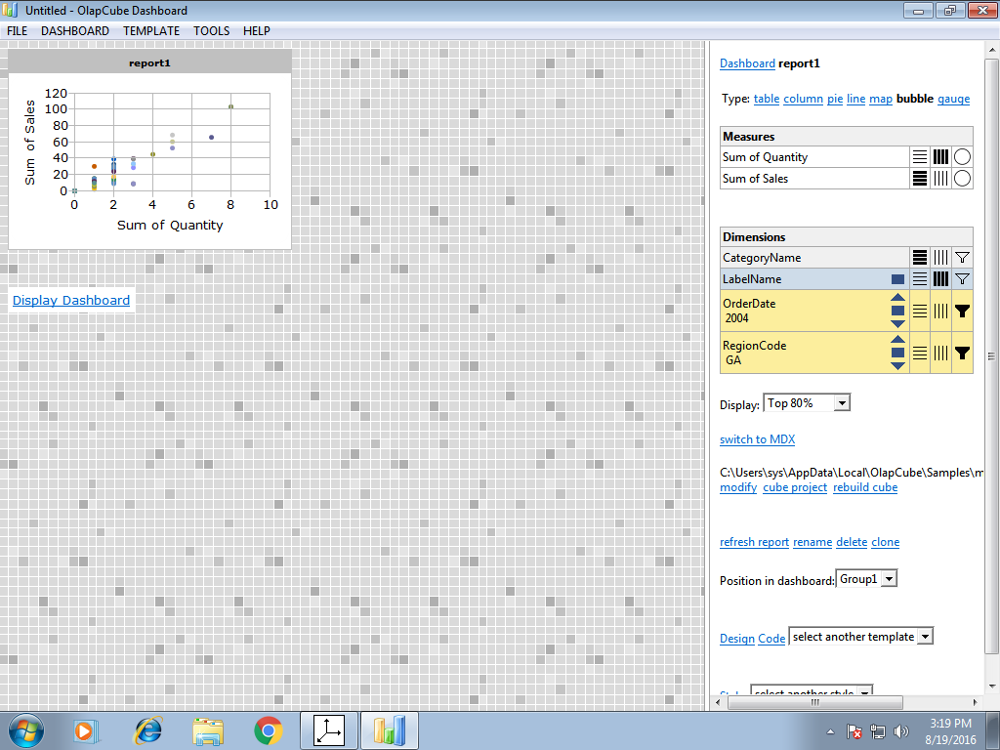 Untitled - OlapCube Dashboard
FILE DASHBOARD TEMPLATE TOOLS HELP
report1
120
100
80
60
40
20
0
Sum of Sales
0 2 4 6 8 10
Sum of Quantity
Display Dashboard
Dashboard report1
Type: table column pie line map bubble gauge
Measures
Sum of Quantity
Sum of Sales
Dimensions
CategoryName
LabelName
OrderDate
2004
RegionCode
GA
Display: Top 80%
switch to MDX
C:\Users\sys\AppData\Local\OlapCube\Samples\m
modify cube project rebuild cube
refresh report rename delete clone
Position in dashboard: Group1
Design Code select another template
select another style
3:19 PM
8/19/2016